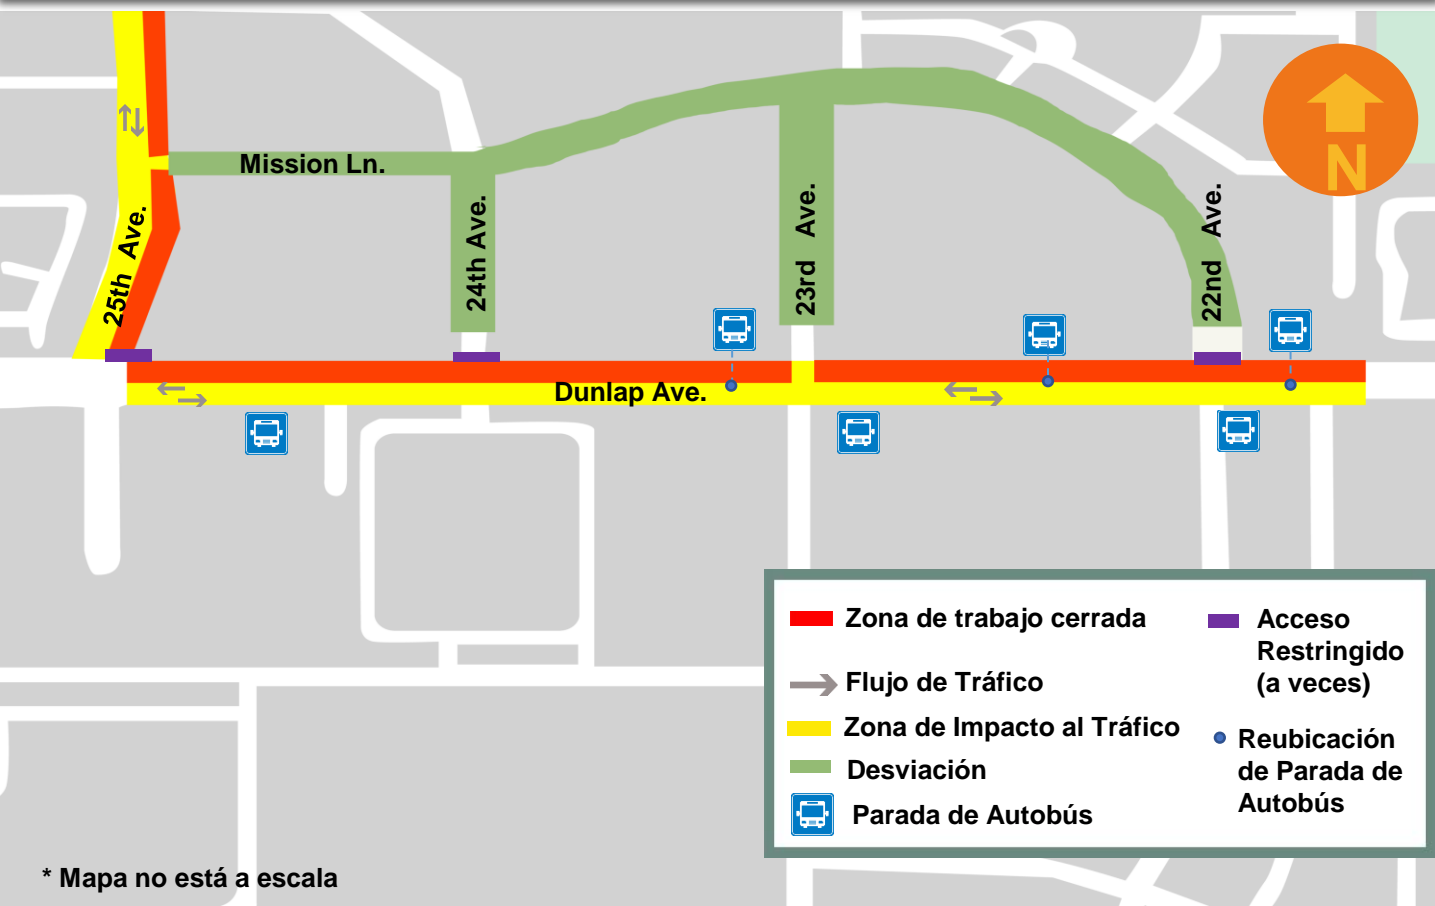 N
Mission Ln.
25th Ave.
24th Ave.
23rd Ave.
22nd Ave.
Dunlap Ave.
Zona de trabajo cerrada
Flujo de Tráfico
Zona de Impacto al Tráfico
Desviación
Parada de Autobús
Acceso
Restringido
(a veces)
Reubicación
de Parada de
Autobús
* Mapa no está a escala